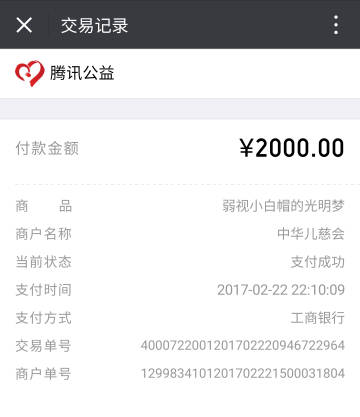 交易记录
腾讯公益
付款金额 ¥2000.00
商 品 弱视小白帽的光明梦
商户名称 中华儿慈会
当前状态 支付成功
支付时间 2017-02-22 22:10:09
支付方式 工商银行
交易单号 4000722001201702220946722964
商户单号 1299834101201702221500031804